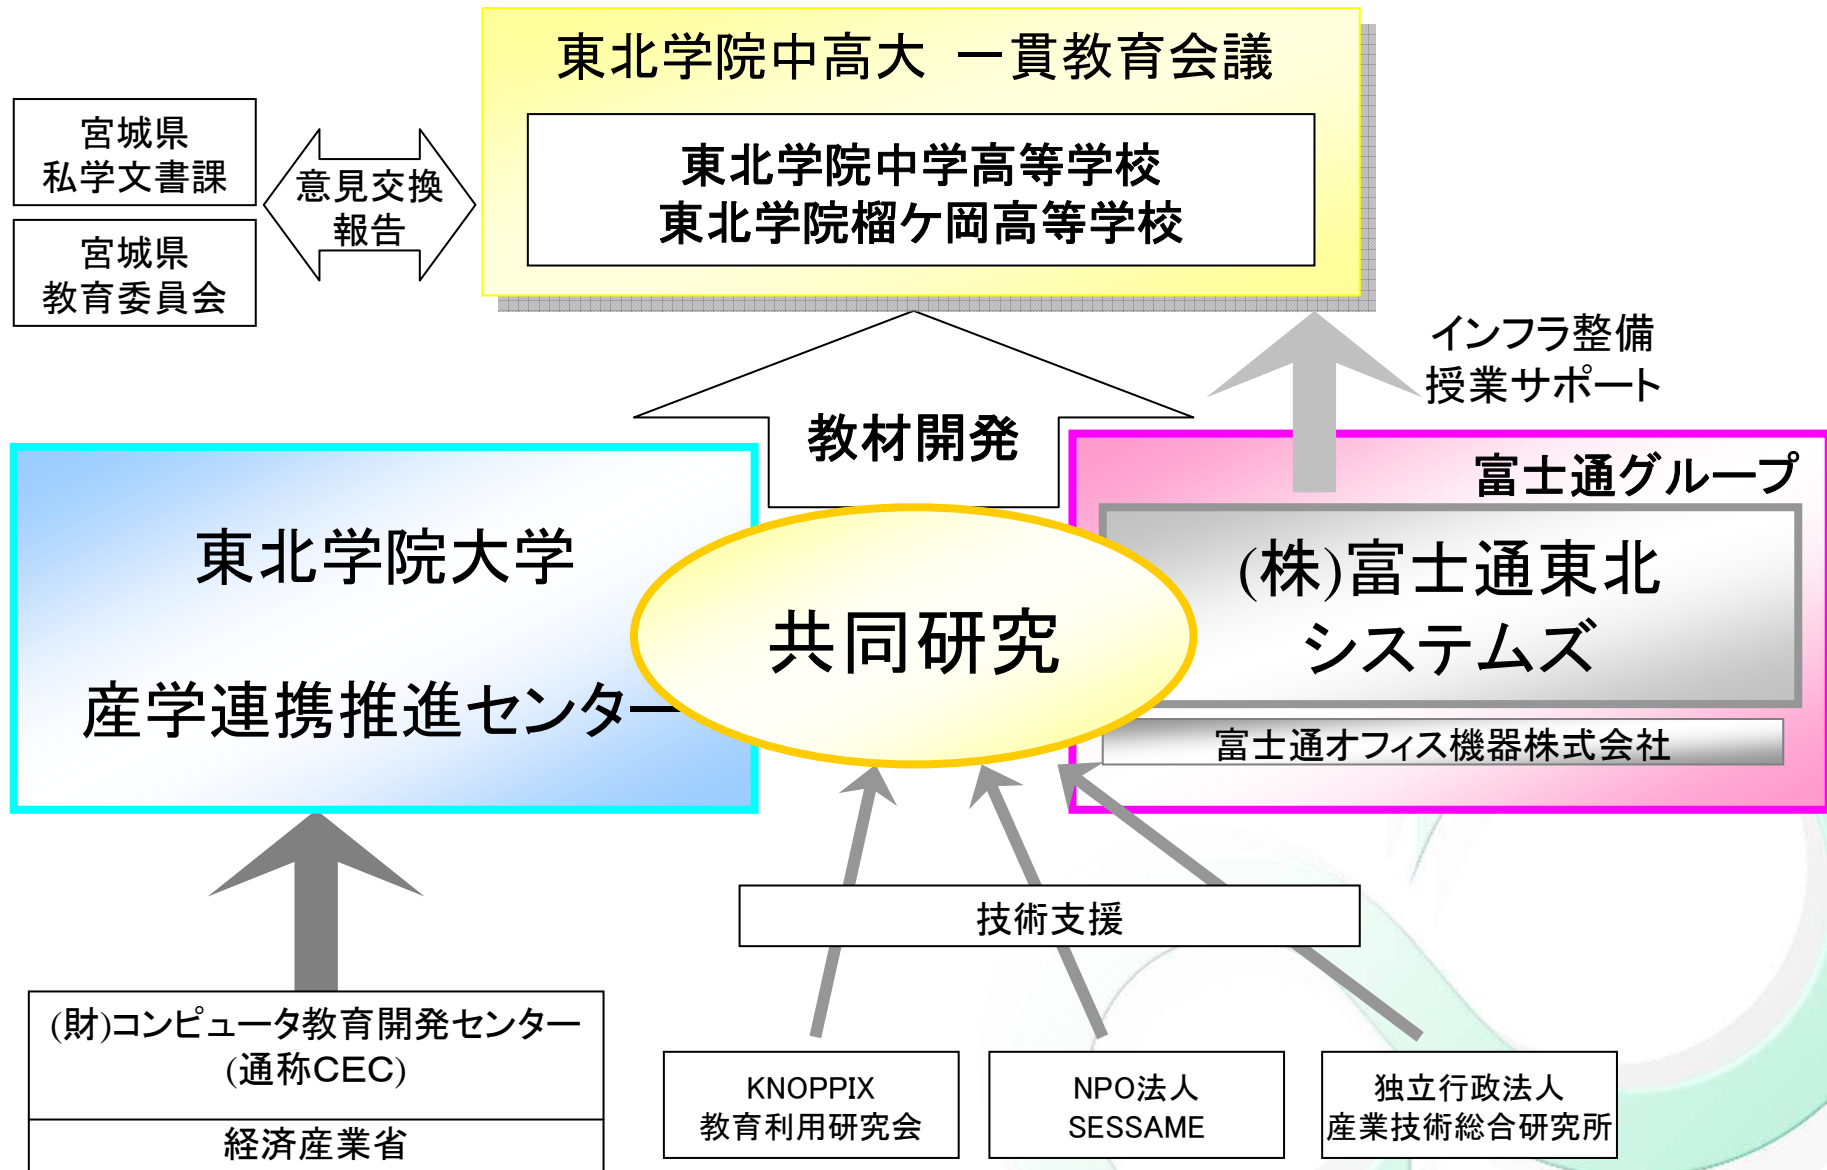 東北学院中高大 一貫教育会議
東北学院中学高等学校
東北学院榴ケ岡高等学校
宮城県
私学文書課
宮城県
教育委員会
意見交換
報告
インフラ整備
授業サポート
教材開発
東北学院大学
産学連携推進センター
共同研究
富士通グループ
(株)富士通東北
システムズ
富士通オフィス機器株式会社
技術支援
(財)コンピュータ教育開発センター
(通称CEC)
経済産業省
KNOPPIX
教育利用研究会
NPO法人
SESSAME
独立行政法人
産業技術総合研究所